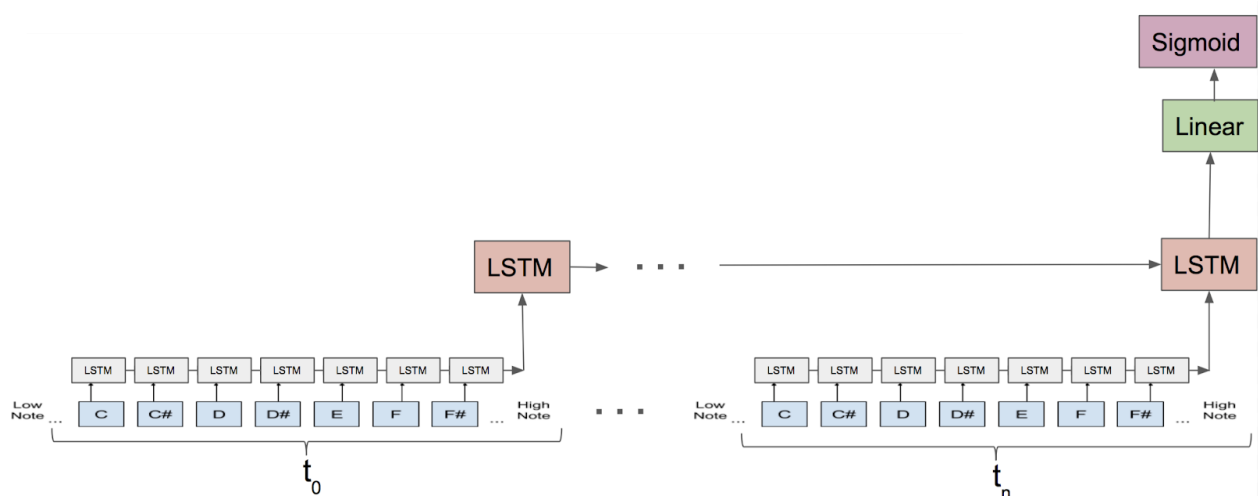 Sigmoid
Linear
LSTM
. . .
LSTM
LSTM LSTM LSTM LSTM LSTM LSTM LSTM
LSTM LSTM LSTM LSTM LSTM LSTM LSTM
Low Note ... C C# D D# E F F# ... High Note
. . .
Low Note ... C C# D D# E F F# ... High Note
t0
tn